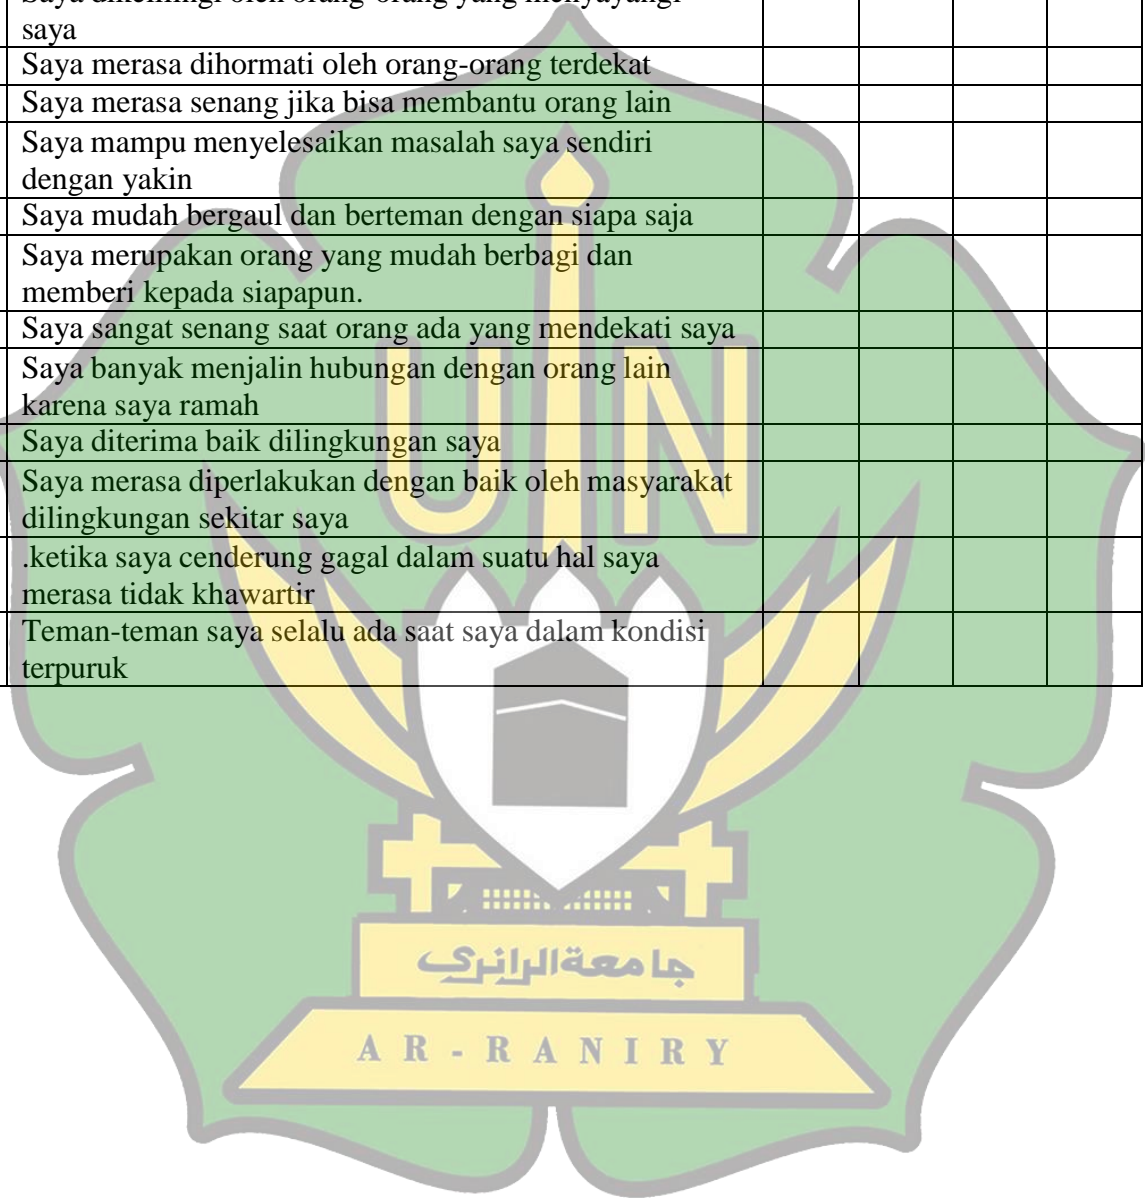 saya
Saya merasa dihormati oleh orang-orang terdekat
Saya merasa senang jika bisa membantu orang lain
Saya mampu menyelesaikan masalah saya sendiri
dengan yakin
Saya mudah bergaul dan berteman dengan siapa saja
Saya merupakan orang yang mudah berbagi dan
memberi kepada siapapun.
Saya sangat senang saat orang ada yang mendekati saya
Saya banyak menjalin hubungan dengan orang lain
karena saya ramah
Saya diterima baik dilingkungan saya
Saya merasa diperlakukan dengan baik oleh masyarakat
dilingkungan sekitar saya
.ketika saya cenderung gagal dalam suatu hal saya
merasa tidak khawartir
Teman-teman saya selalu ada saat saya dalam kondisi
terpuruk
UIN
جامعةالرانري
AR-RANIRY